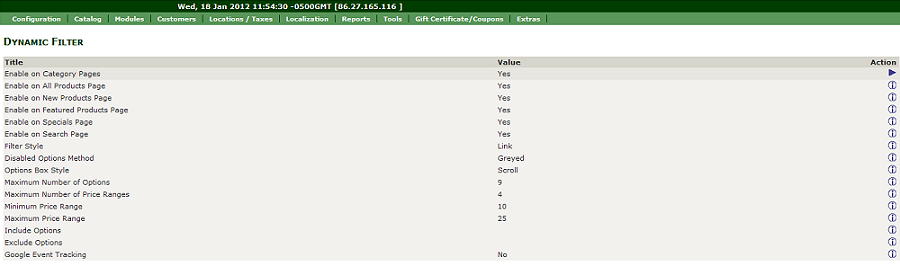 Wed, 18 Jan 2012 11:54:30 -0500GMT [86.27.165.116 ]
Configuration | Catalog | Modules | Customers | Locations / Taxes | Localization | Reports | Tools | Gift Certificate/Coupons | Extras |
DYNAMIC FILTER
Title Value Action
Enable on Category Pages Yes
Enable on All Products Page Yes
Enable on New Products Page Yes
Enable on Featured Products Page Yes
Enable on Specials Page Yes
Enable on Search Page Yes
Filter Style Link
Disabled Options Method Greyed
Options Box Style Scroll
Maximum Number of Options 9
Maximum Number of Price Ranges 4
Minimum Price Range 10
Maximum Price Range 25
Include Options
Exclude Options
Google Event Tracking No